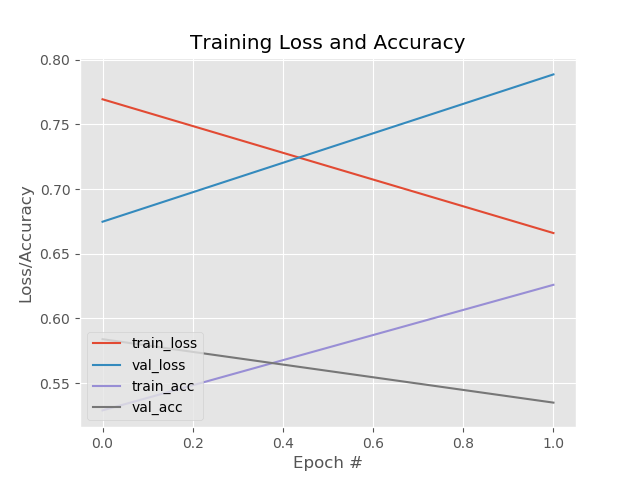 Training Loss and Accuracy
0.80
0.75
0.70
0.65
0.60
0.55
Loss/Accuracy
train_loss
val_loss
train_acc
val_acc
0.0 0.2 0.4 0.6 0.8 1.0
Epoch #